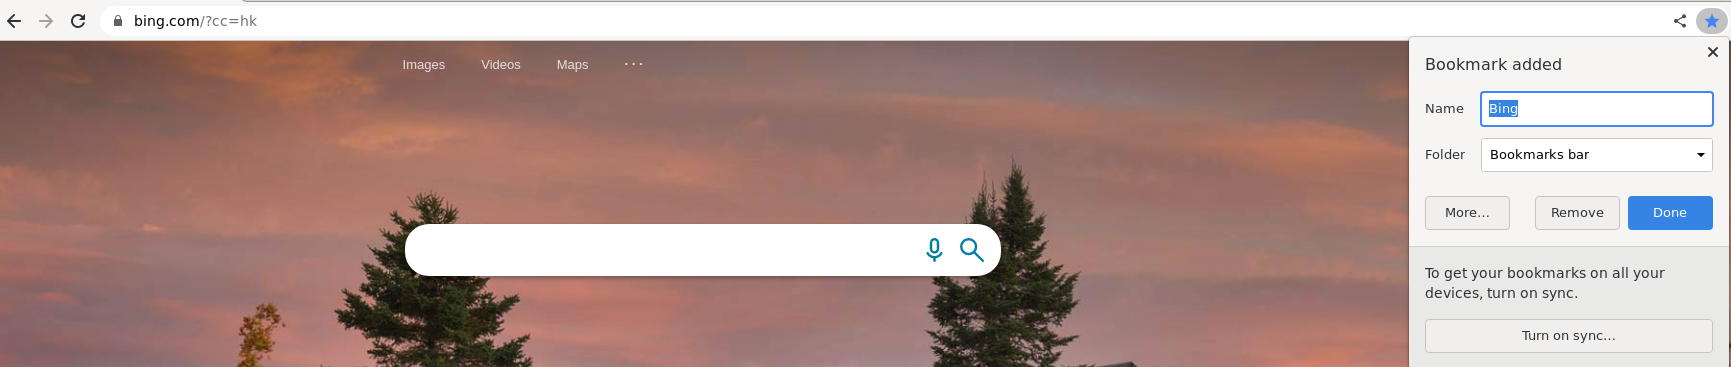 bing.com/?cc=hk
Images Videos Maps ...
Bookmark added
Name Bing
Folder Bookmarks bar
More... Remove Done
To get your bookmarks on all your
devices, turn on sync.
Turn on sync...